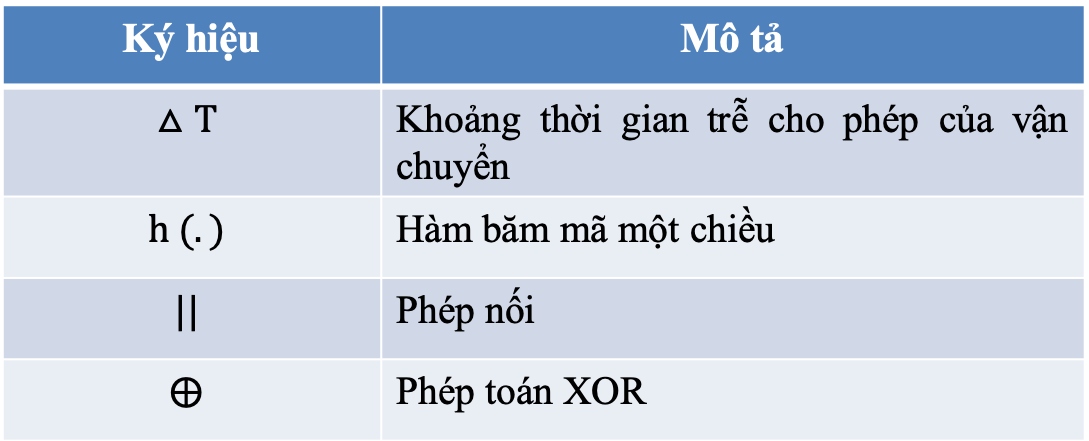 Ký hiệu Mô tả
△ T Khoảng thời gian trễ cho phép của vận
chuyển
h (.) Hàm băm mã một chiều
|| Phép nối
⊕ Phép toán XOR